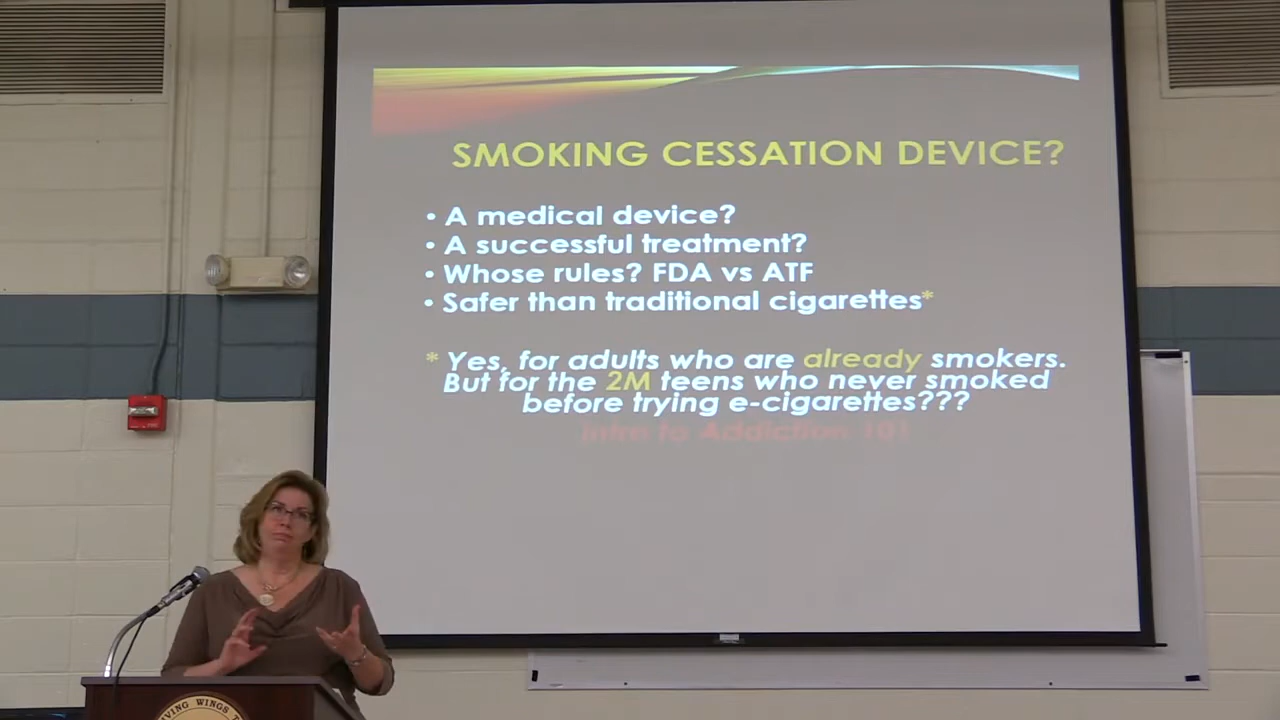 SMOKING CESSATION DEVICE?
• A medical device?
• A successful treatment?
• Whose rules? FDA vs ATF
• Safer than traditional cigarettes*
* Yes, for adults who are already smokers.
But for the 2M teens who never smoked
before trying e-cigarettes???
Intro to Addiction 101
WINGS